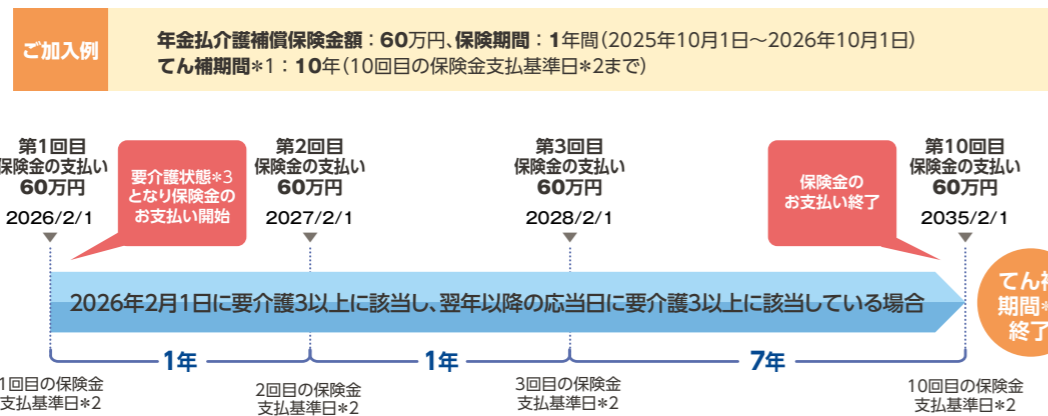 ご加入例
年金払介護補償保険金額：60万円、保険期間：1年間（2025年10月1日～2026年10月1日）
てん補期間*1：10年（10回目の保険金支払基準日*2まで）
第1回目
保険金の支払い
60万円
2026/2/1
要介護状態*3
となり保険金の
お支払い開始
第2回目
保険金の支払い
60万円
2027/2/1
第3回目
保険金の支払い
60万円
2028/2/1
保険金の
お支払い終了
第10回目
保険金の支払い
60万円
2035/2/1
2026年2月1日に要介護3以上に該当し、翌年以降の応当日に要介護3以上に該当している場合
てん補
期間*
終了
1年
1年
7年
1回目の保険金
支払基準日*2
2回目の保険金
支払基準日*2
3回目の保険金
支払基準日*2
10回目の保険金
支払基準日*2